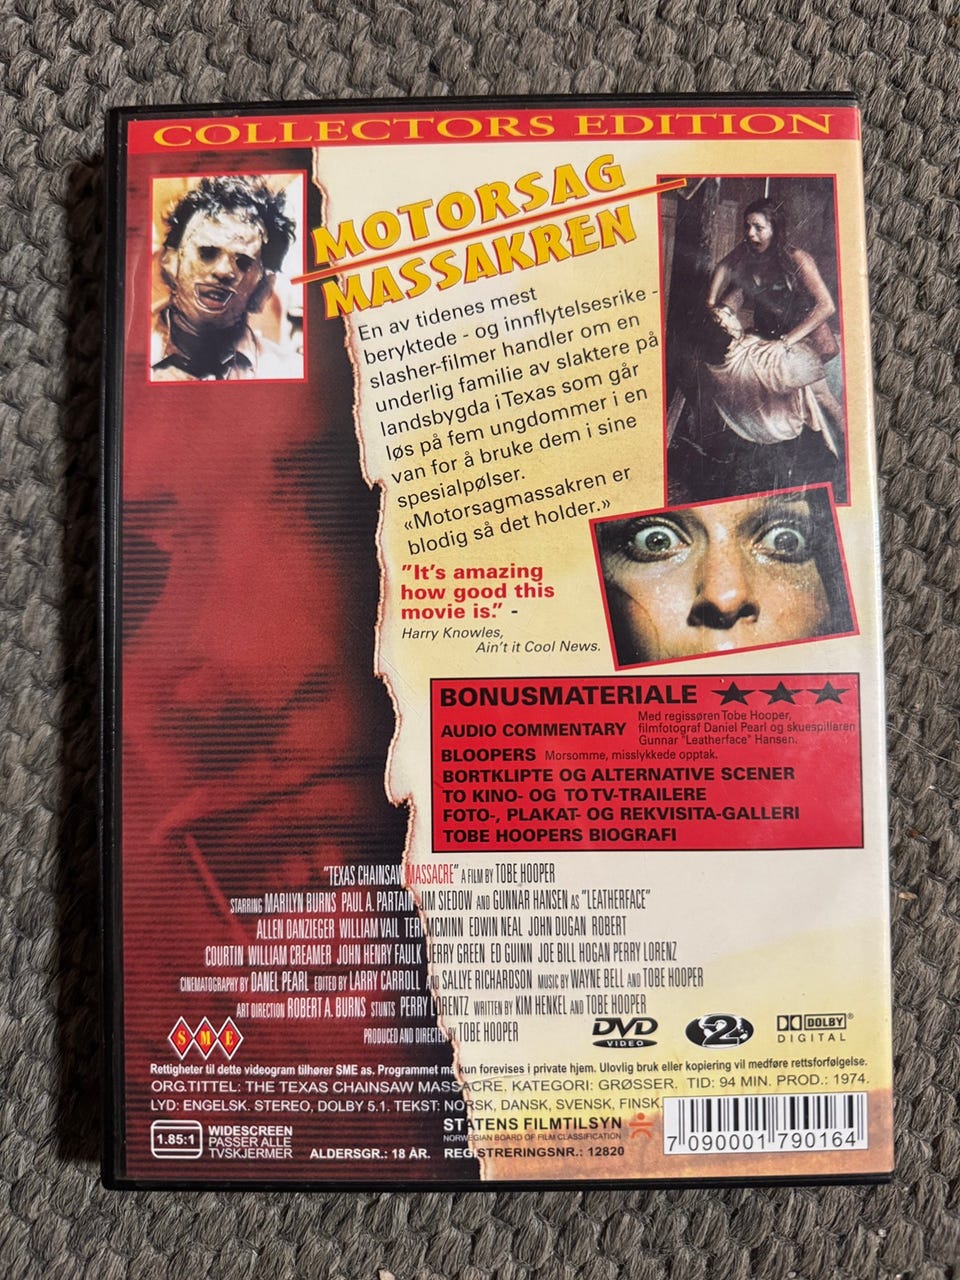 COLLECTORS EDITION
MOTORSAG
MASSAKREN
En av tidenes mest
beryktede - og innflytelsesrike -
slasher-filmer handler om en
underlig familie av slaktere på
landsbygda i Texas som går
løs på fem ungdommer i en
van for å bruke dem i sine
spesialpølser.
«Motorsagmassakren er
blodig så det holder.»
"It's amazing
how good this
movie is." -
Harry Knowles,
Ain't it Cool News.
BONUSMATERIALE
AUDIO COMMENTARY Med regissøren Tobe Hooper,
filmfotograf Daniel Pearl og skuespilleren
Gunnar "Leatherface" Hansen.
BLOOPERS Morsomme, misslykkede opptak.
BORTKLIPTE OG ALTERNATIVE SCENER
TO KINO- OG TO TV-TRAILERE
FOTO-, PLAKAT- OG REKVISITA-GALLERI
TOBE HOOPERS BIOGRAFI
"TEXAS CHAINSAW MASSACRE" A FILM BY TOBE HOOPER
STARRING MARILYN BURNS PAUL A. PARTAIN JIM SIEDOW AND GUNNAR HANSEN AS "LEATHERFACE"
ALLEN DANZIEGER WILLIAM VAIL TERI MCMINN EDWIN NEAL JOHN DUGAN ROBERT
COURTIN WILLIAM CREAMER JOHN HENRY FAULK JERRY GREEN ED GUINN JOE BILL HOGAN PERRY LORENZ
CINEMATOGRAPHY BY DANEL PEARL EDITED BY LARRY CARROLL AND SALLYE RICHARDSON MUSIC BY WAYNE BELL AND TOBE HOOPER
ART DIRECTION ROBERT A. BURNS STUNTS PERRY LORENTZ WRITTEN BY KIM HENKEL AND TOBE HOOPER
PRODUCED AND DIRECTED BY TOBE HOOPER
SME
DVD
VIDEO
2
DOLBY
DIGITAL
Rettigheter til dette videogram tilhører SME as. Programmet må kun forevises i private hjem. Ulovlig bruk eller kopiering vil medføre rettsforfølgelse.
ORG.TITTEL: THE TEXAS CHAINSAW MASSACRE. KATEGORI: GRØSSER. TID: 94 MIN. PROD.: 1974.
LYD: ENGELSK. STEREO, DOLBY 5.1. TEKST: NORSK, DANSK, SVENSK, FINSK.
1.85:1
WIDESCREEN
PASSER ALLE
TVSKJERMER
ALDERSGR.: 18 ÅR.
STATENS FILMTILSYN
NORWEGIAN BOARD OF FILM CLASSIFICATION
REGISTRERINGSNR.: 12820
7 090001 790164